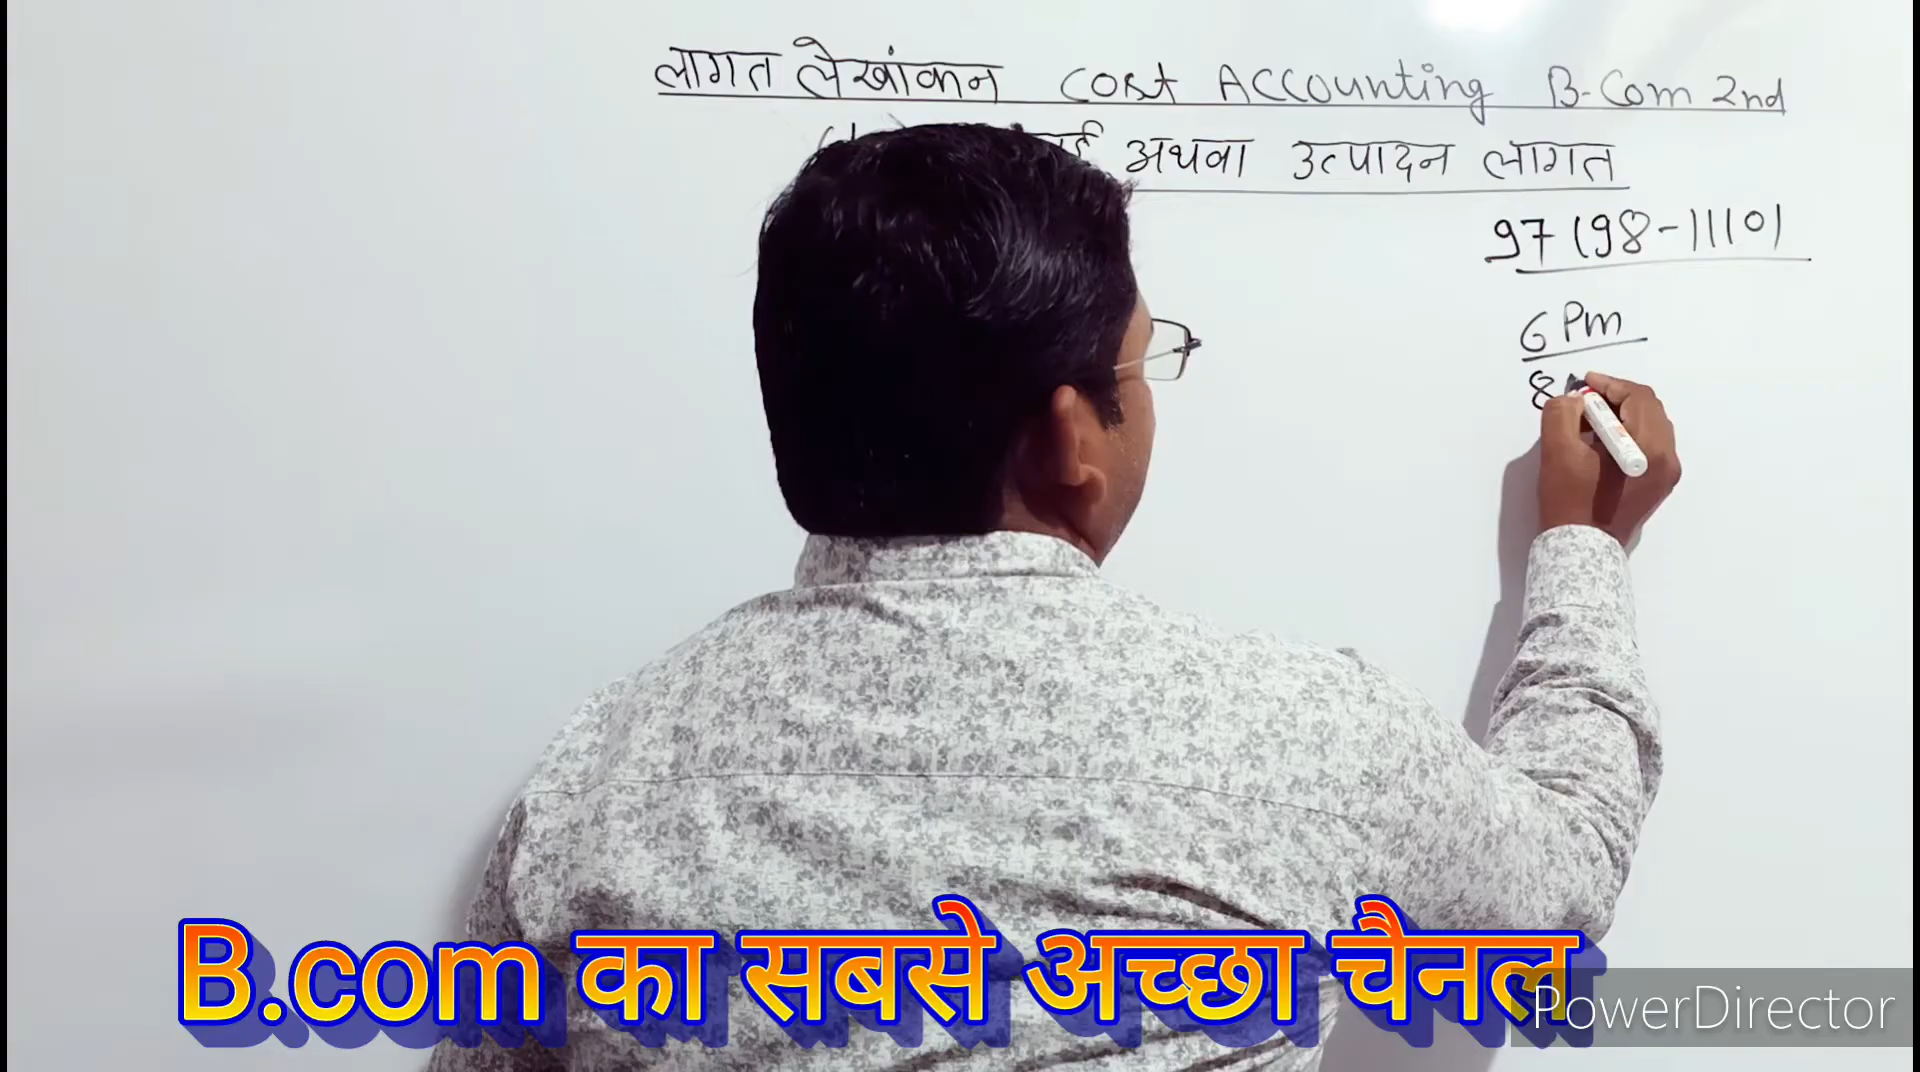 लागत लेखांकन Cost Accounting B.Com 2nd
अथवा उत्पादन लागत
97198-11101
6 Pm
8
B.com का सबसे अच्छा चैनल
PowerDirector